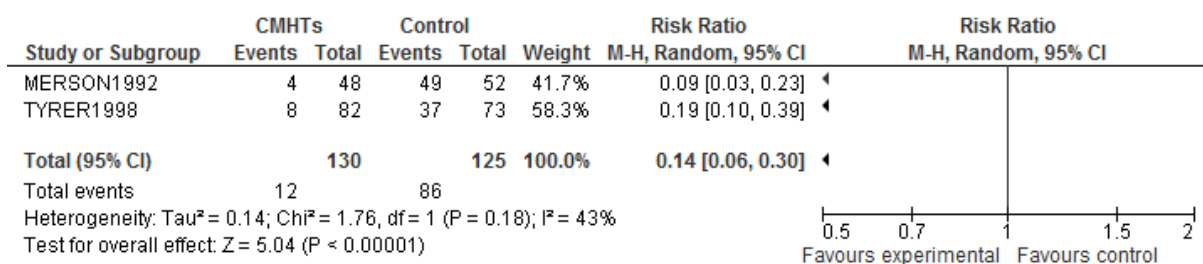 CMHTs Control Risk Ratio Risk Ratio
Study or Subgroup Events Total Events Total Weight M-H, Random, 95% CI M-H, Random, 95% CI
MERSON1992 4 48 49 52 41.7% 0.09 [0.03, 0.23]
TYRER1998 8 82 37 73 58.3% 0.19 [0.10, 0.39]
Total (95% CI) 130 125 100.0% 0.14 [0.06, 0.30]
Total events 12 86
Heterogeneity: Tau² = 0.14; Chi² = 1.76, df = 1 (P = 0.18); I² = 43%
Test for overall effect: Z = 5.04 (P < 0.00001)
0.5 0.7 1 1.5 2
Favours experimental Favours control